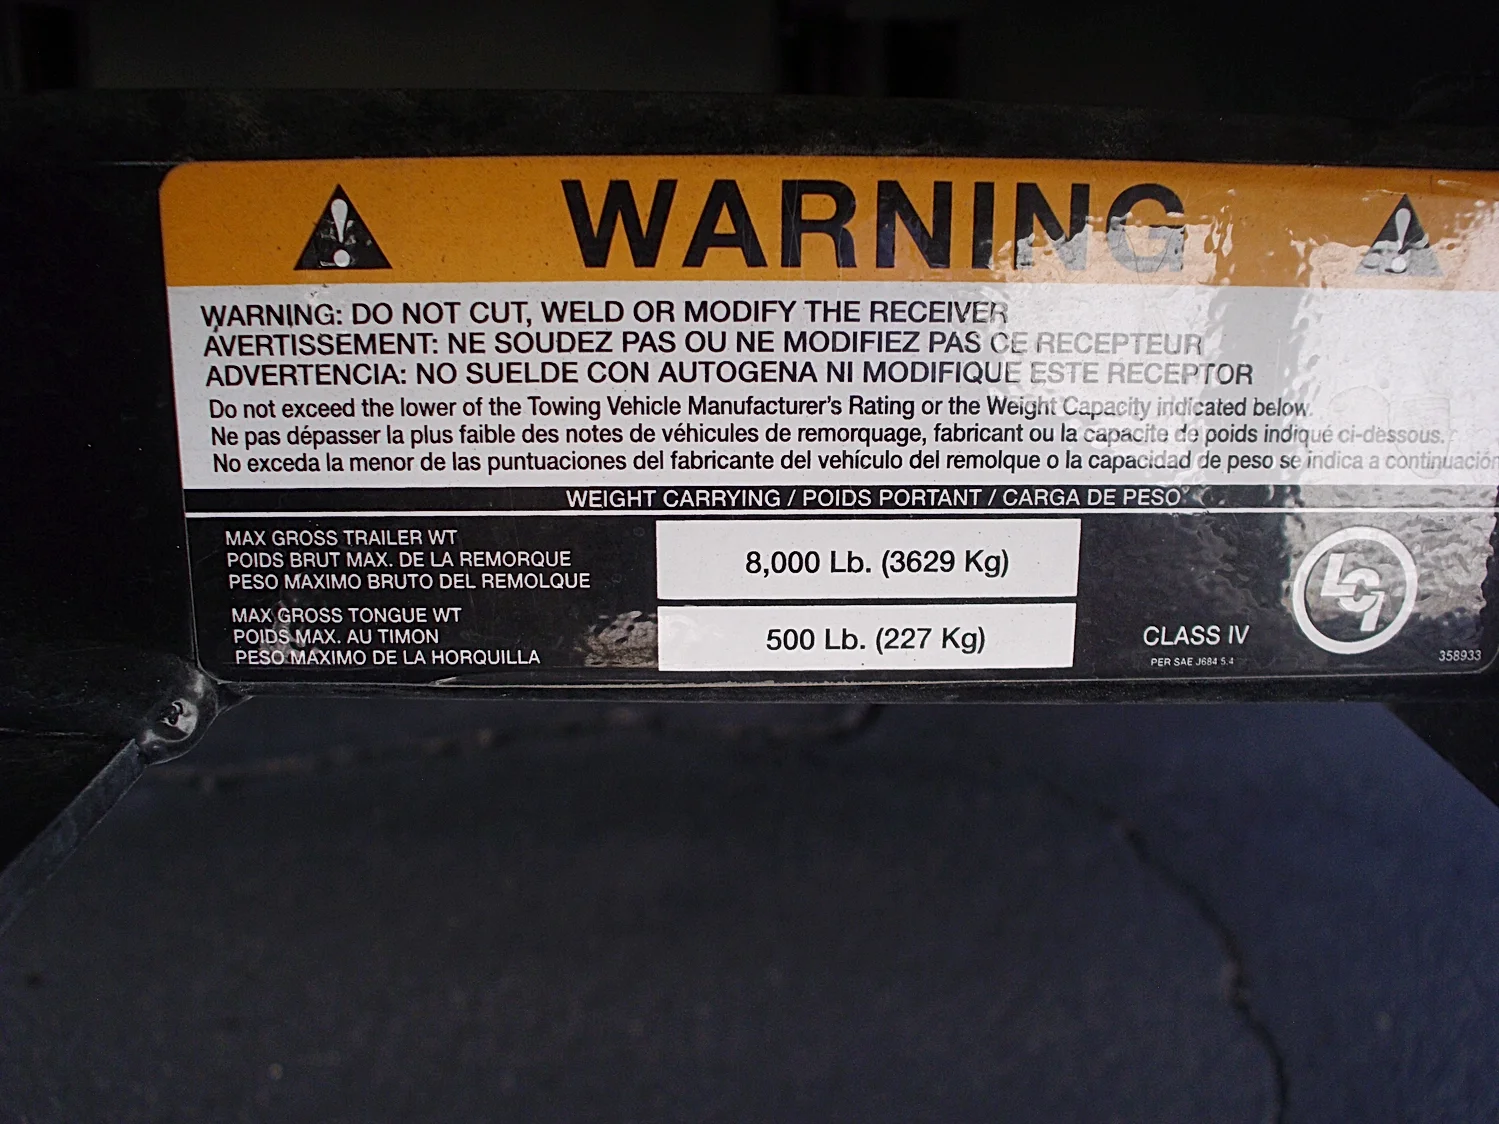 WARNING
WARNING: DO NOT CUT, WELD OR MODIFY THE RECEIVER
AVERTISSEMENT: NE SOUDEZ PAS OU NE MODIFIEZ PAS CE RECEPTEUR
ADVERTENCIA: NO SUELDE CON AUTOGENA NI MODIFIQUE ESTE RECEPTOR
Do not exceed the lower of the Towing Vehicle Manufacturer's Rating or the Weight Capacity indicated below.
Ne pas dépasser la plus faible des notes de véhicules de remorquage, fabricant ou la capacite de poids indiqué ci-dessous.
No exceda la menor de las puntuaciones del fabricante del vehículo del remolque o la capacidad de peso se indica a continuación
WEIGHT CARRYING / POIDS PORTANT / CARGA DE PESO
MAX GROSS TRAILER WT
POIDS BRUT MAX. DE LA REMORQUE
PESO MAXIMO BRUTO DEL REMOLQUE
8,000 Lb. (3629 Kg)
MAX GROSS TONGUE WT
POIDS MAX. AU TIMON
PESO MAXIMO DE LA HORQUILLA
500 Lb. (227 Kg)
CLASS IV
PER SAE J684 5.4
LCI
358933